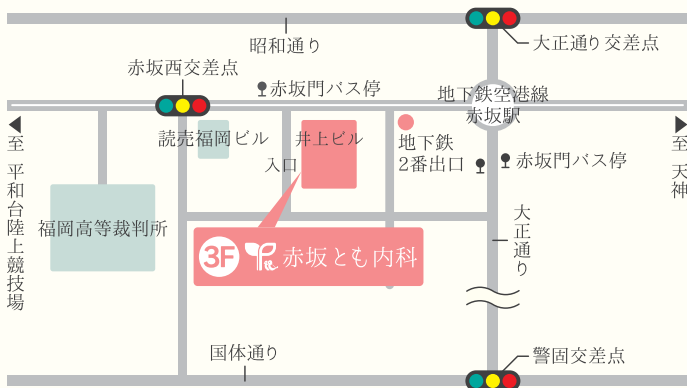 大正通り交差点
昭和通り
赤坂西交差点
赤坂門バス停
地下鉄空港線
赤坂駅
読売福岡ビル
井上ビル
入口
地下鉄
2番出口
赤坂門バス停
至 平和台陸上競技場
至 天神
福岡高等裁判所
大正通り
3F 赤坂とも内科
国体通り
警固交差点